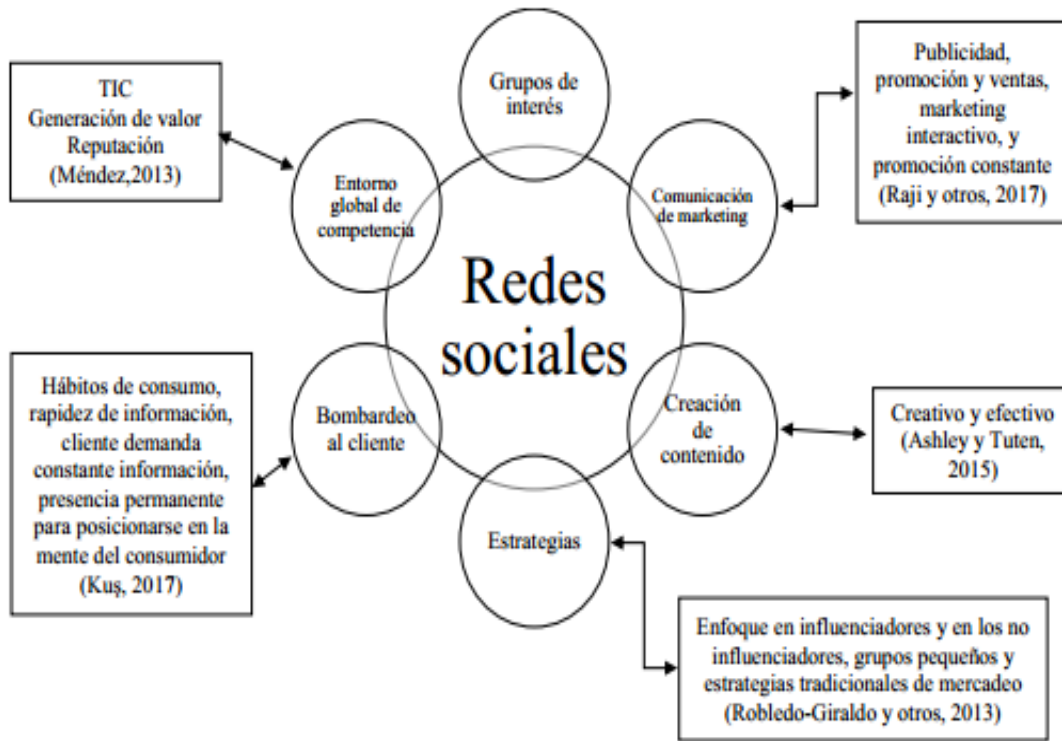 Grupos de
interés
Publicidad,
promoción y ventas,
marketing
interactivo, y
promoción constante
(Raji y otros, 2017)
TIC
Generación de valor
Reputación
(Méndez,2013)
Entorno
global de
competencia
Comunicación
de marketing
Redes
sociales
Hábitos de consumo,
rapidez de información,
cliente demanda
constante información,
presencia permanente
para posicionarse en la
mente del consumidor
(Kuş, 2017)
Bombardeo
al cliente
Creación
de
contenido
Creativo y efectivo
(Ashley y Tuten,
2015)
Estrategias
Enfoque en influenciadores y en los no
influenciadores, grupos pequeños y
estrategias tradicionales de mercadeo
(Robledo-Giraldo y otros, 2013)